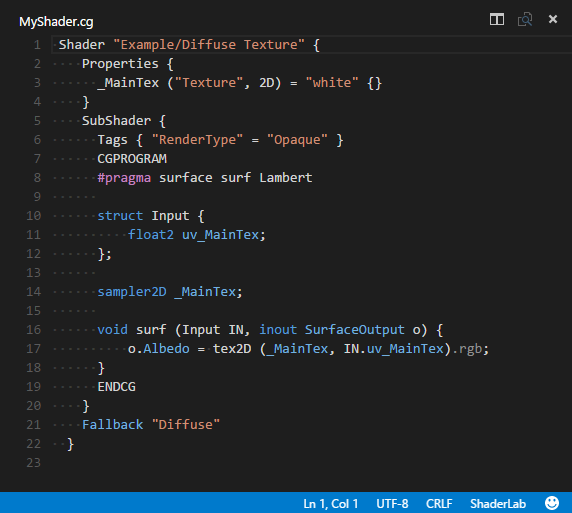 MyShader.cg
1 Shader "Example/Diffuse Texture" {
2 Properties {
3 _MainTex ("Texture", 2D) = "white" {}
4 }
5 SubShader {
6 Tags { "RenderType" = "Opaque" }
7 CGPROGRAM
8 #pragma surface surf Lambert
9
10 struct Input {
11 float2 uv_MainTex;
12 };
13
14 sampler2D _MainTex;
15
16 void surf (Input IN, inout SurfaceOutput o) {
17 o.Albedo = tex2D (_MainTex, IN.uv_MainTex).rgb;
18 }
19 ENDCG
20 }
21 Fallback "Diffuse"
22 }
23
Ln 1, Col 1 UTF-8 CRLF ShaderLab